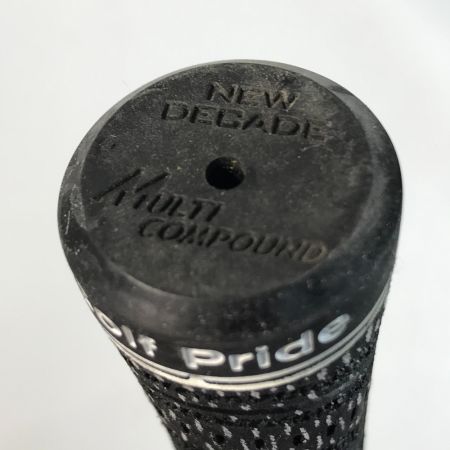 NEW
DECADE
MULTI
COMPOUND
olf Pride